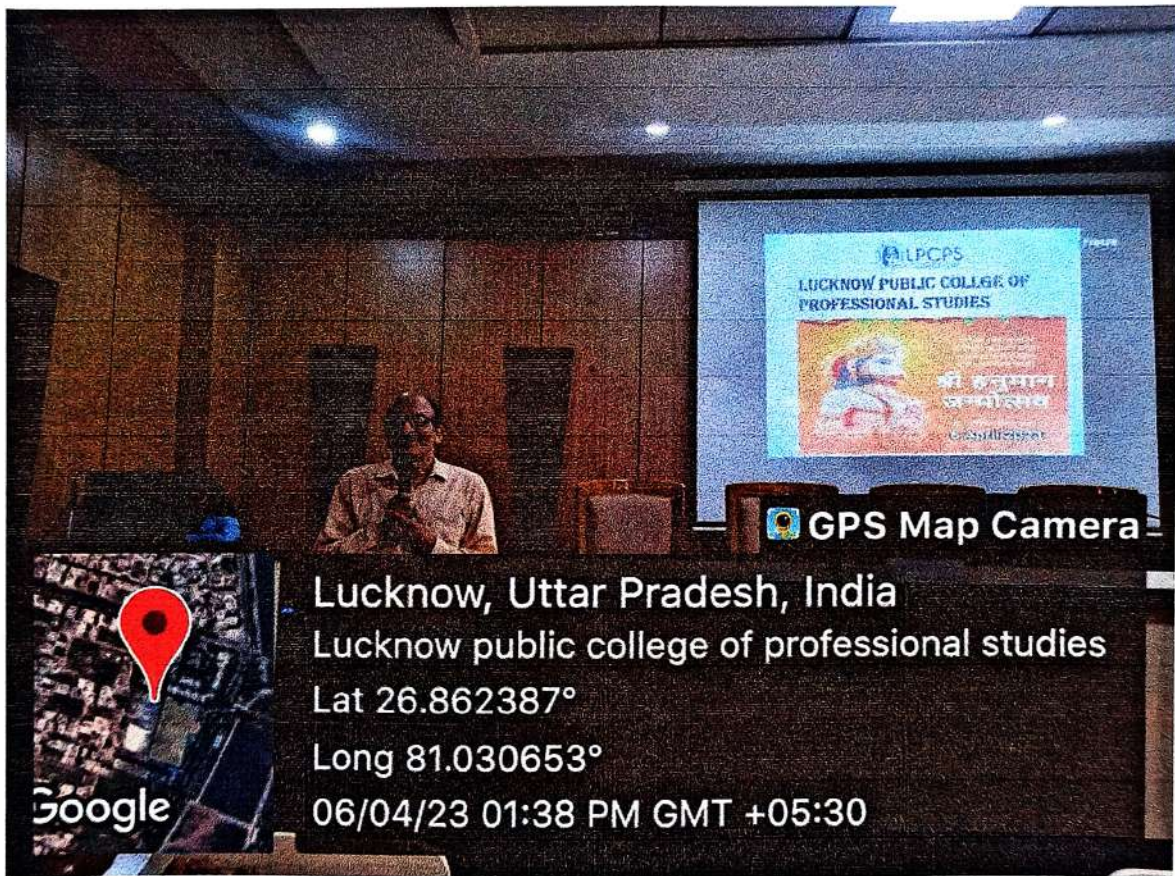 LPCPS
LUCKNOW PUBLIC COLLGE OF
PROFESSIONAL STUDIES
श्री हनुमान
जन्मोत्सव
GPS Map Camera
Lucknow, Uttar Pradesh, India
Lucknow public college of professional studies
Lat 26.862387°
Long 81.030653°
06/04/23 01:38 PM GMT +05:30
Google